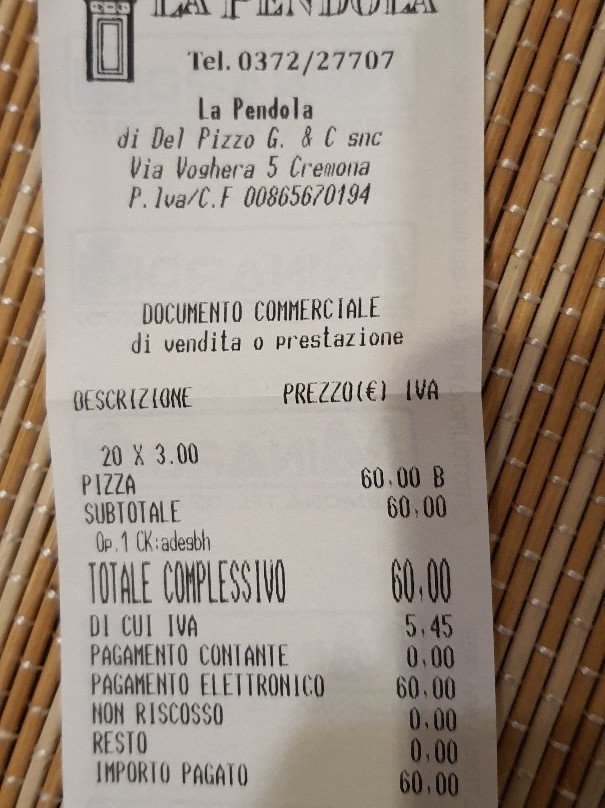 LA PENDOLA
Tel. 0372/27707
La Pendola
di Del Pizzo G. & C snc
Via Voghera 5 Cremona
P.Iva/C.F 00865670194
DOCUMENTO COMMERCIALE
di vendita o prestazione
DESCRIZIONE PREZZO(€) IVA
20 X 3.00
PIZZA 60,00 B
SUBTOTALE 60,00
Op.1 CK:adesbh
TOTALE COMPLESSIVO 60,00
DI CUI IVA 5,45
PAGAMENTO CONTANTE 0,00
PAGAMENTO ELETTRONICO 60,00
NON RISCOSSO 0,00
RESTO 0,00
IMPORTO PAGATO 60,00